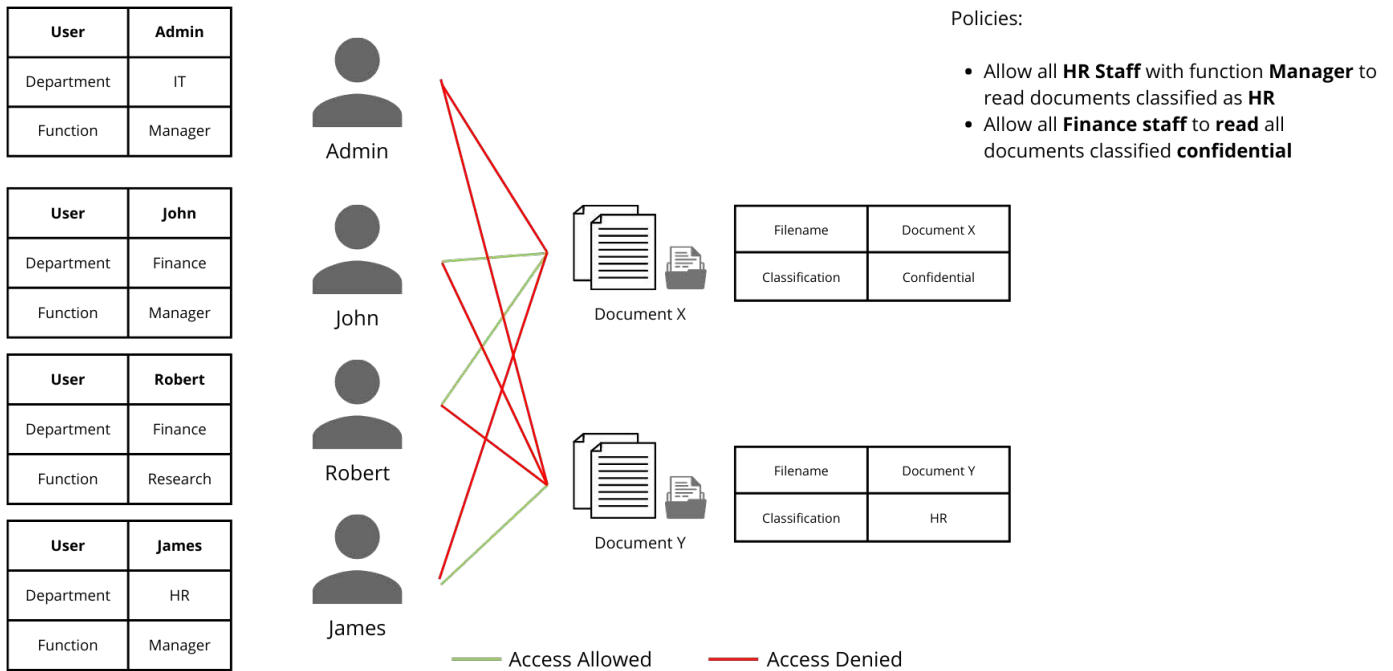 User Admin
Department IT
Function Manager
User John
Department Finance
Function Manager
User Robert
Department Finance
Function Research
User James
Department HR
Function Manager
Admin
John
Robert
James
Document X
Document Y
Filename Document X
Classification Confidential
Filename Document Y
Classification HR
Policies:
• Allow all HR Staff with function Manager to
read documents classified as HR
• Allow all Finance staff to read all
documents classified confidential
Access Allowed
Access Denied